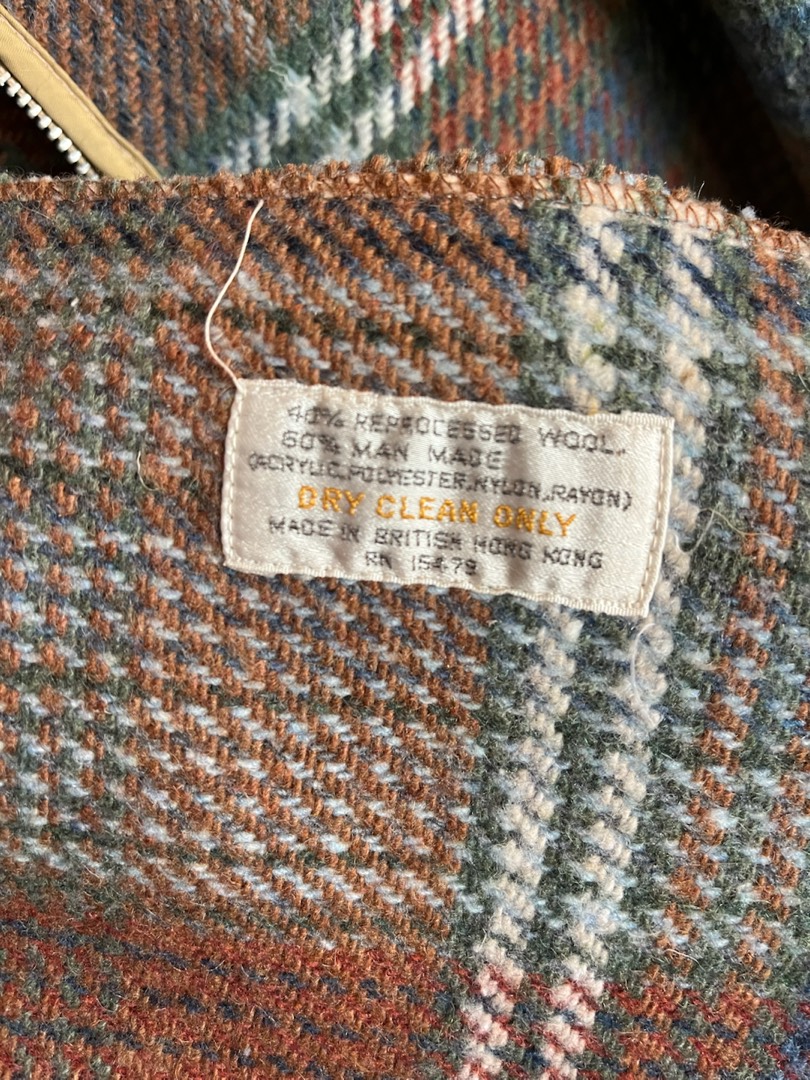 40% REPROCESSED WOOL,
60% MAN MADE
(ACRYLIC,POLYESTER,NYLON,RAYON)
DRY CLEAN ONLY
MADE IN BRITISH HONG KONG
RN 15479